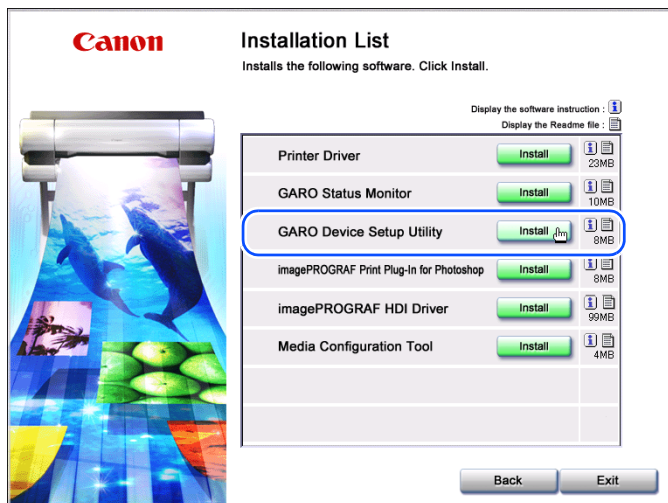 Canon
Installation List
Installs the following software. Click Install.
Display the software instruction :
Display the Readme file :
Printer Driver Install 23MB
GARO Status Monitor Install 10MB
GARO Device Setup Utility Install 8MB
imagePROGRAF Print Plug-In for Photoshop Install 8MB
imagePROGRAF HDI Driver Install 99MB
Media Configuration Tool Install 4MB
Back Exit